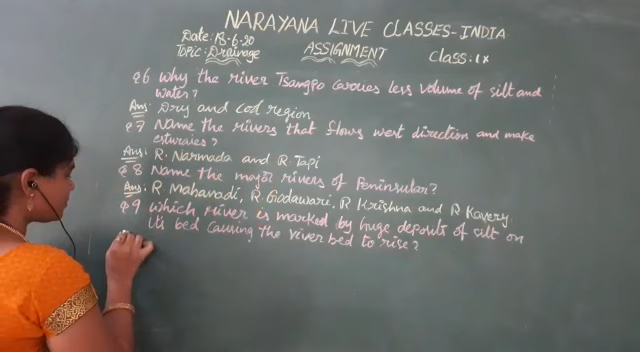 NARAYANA LIVE CLASSES-INDIA
Date: 18-6-20
Topic: Drainage ASSIGNMENT Class: IX
Q6 Why the river Tsangpo carries less volume of silt and
water?
Ans: Dry and cod region
Q7 Name the rivers that flows west direction and make
esturaies?
Ans: R. Narmada and R Tapi
Q8 Name the major rivers of Peninsular?
Ans: R Mahanadi, R. Godawari, R Krishna and R Kavery.
Q9 Which river is marked by huge deposits of silt on
its bed causing the river bed to rise?